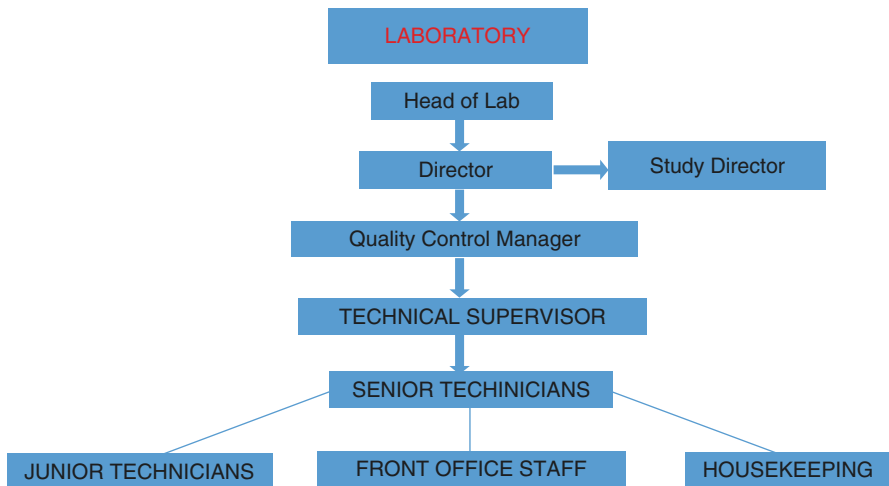 LABORATORY
Head of Lab
Director
Study Director
Quality Control Manager
TECHNICAL SUPERVISOR
SENIOR TECHINICIANS
JUNIOR TECHNICIANS
FRONT OFFICE STAFF
HOUSEKEEPING